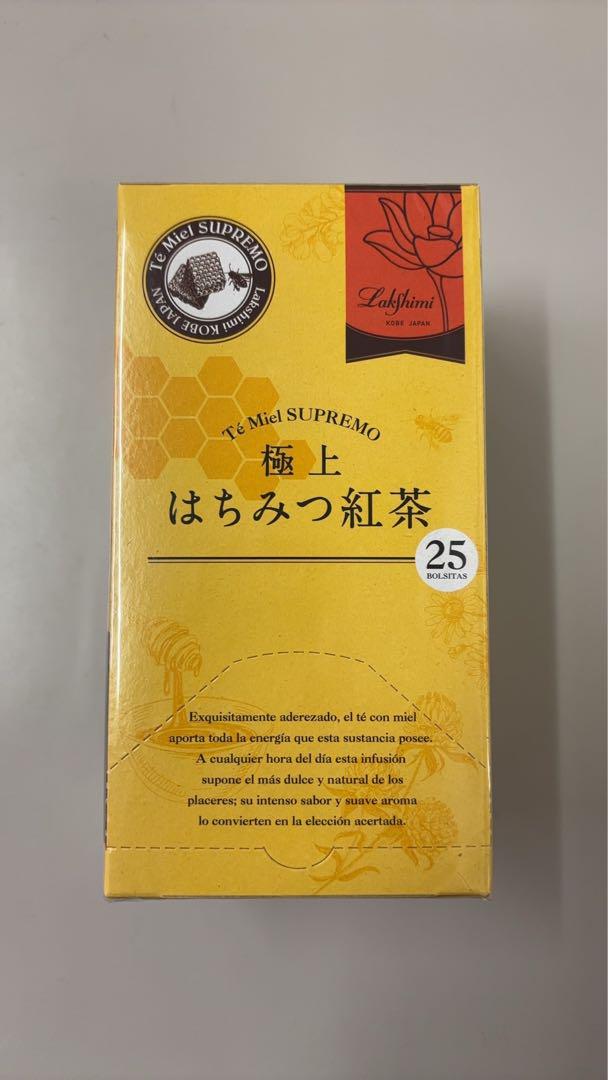 Té Miel SUPREMO
Lakshimi KOBE JAPAN
Lakshimi
KOBE JAPAN
Té Miel SUPREMO
極上
はちみつ紅茶
25
BOLSITAS
Exquisitamente aderezado, el té con miel
aporta toda la energía que esta sustancia posee.
A cualquier hora del día esta infusión
supone el más dulce y natural de los
placeres; su intenso sabor y suave aroma
lo convierten en la elección acertada.